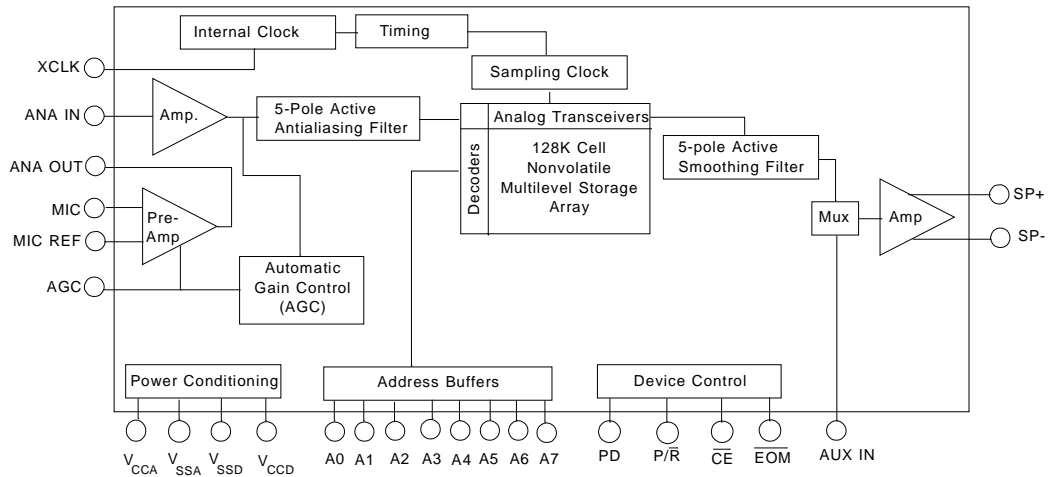 Internal Clock
Timing
XCLK
Sampling Clock
ANA IN
Amp.
5-Pole Active
Antialiasing Filter
Analog Transceivers
Decoders
128K Cell
Nonvolatile
Multilevel Storage
Array
5-pole Active
Smoothing Filter
ANA OUT
MIC
Pre-
Amp
MIC REF
Mux
Amp
SP+
SP-
AGC
Automatic
Gain Control
(AGC)
Power Conditioning
Address Buffers
Device Control
VCCA VSSA VSSD VCCD
A0 A1 A2 A3 A4 A5 A6 A7
PD P/R̅ C̅E̅ E̅O̅M̅ AUX IN